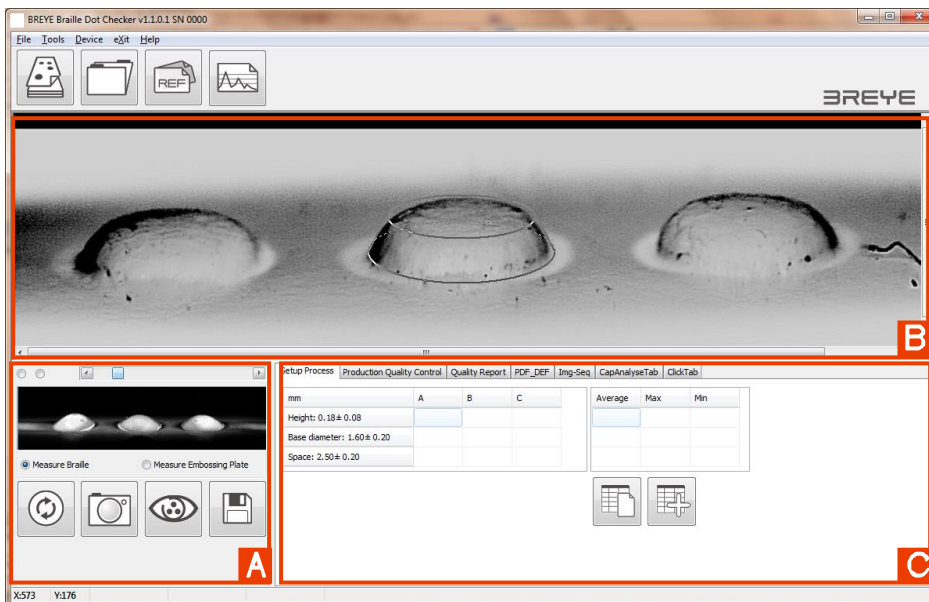 BREYE Braille Dot Checker v1.1.0.1 SN 0000
File Tools Device eXit Help
REF
BREYE
B
Setup Process Production Quality Control Quality Report PDF_DEF Img-Seq CapAnalyseTab ClickTab
mm A B C Average Max Min
Height: 0.18± 0.08
Base diameter: 1.60± 0.20
Space: 2.50± 0.20
Measure Braille Measure Embossing Plate
A
C
X:573 Y:176